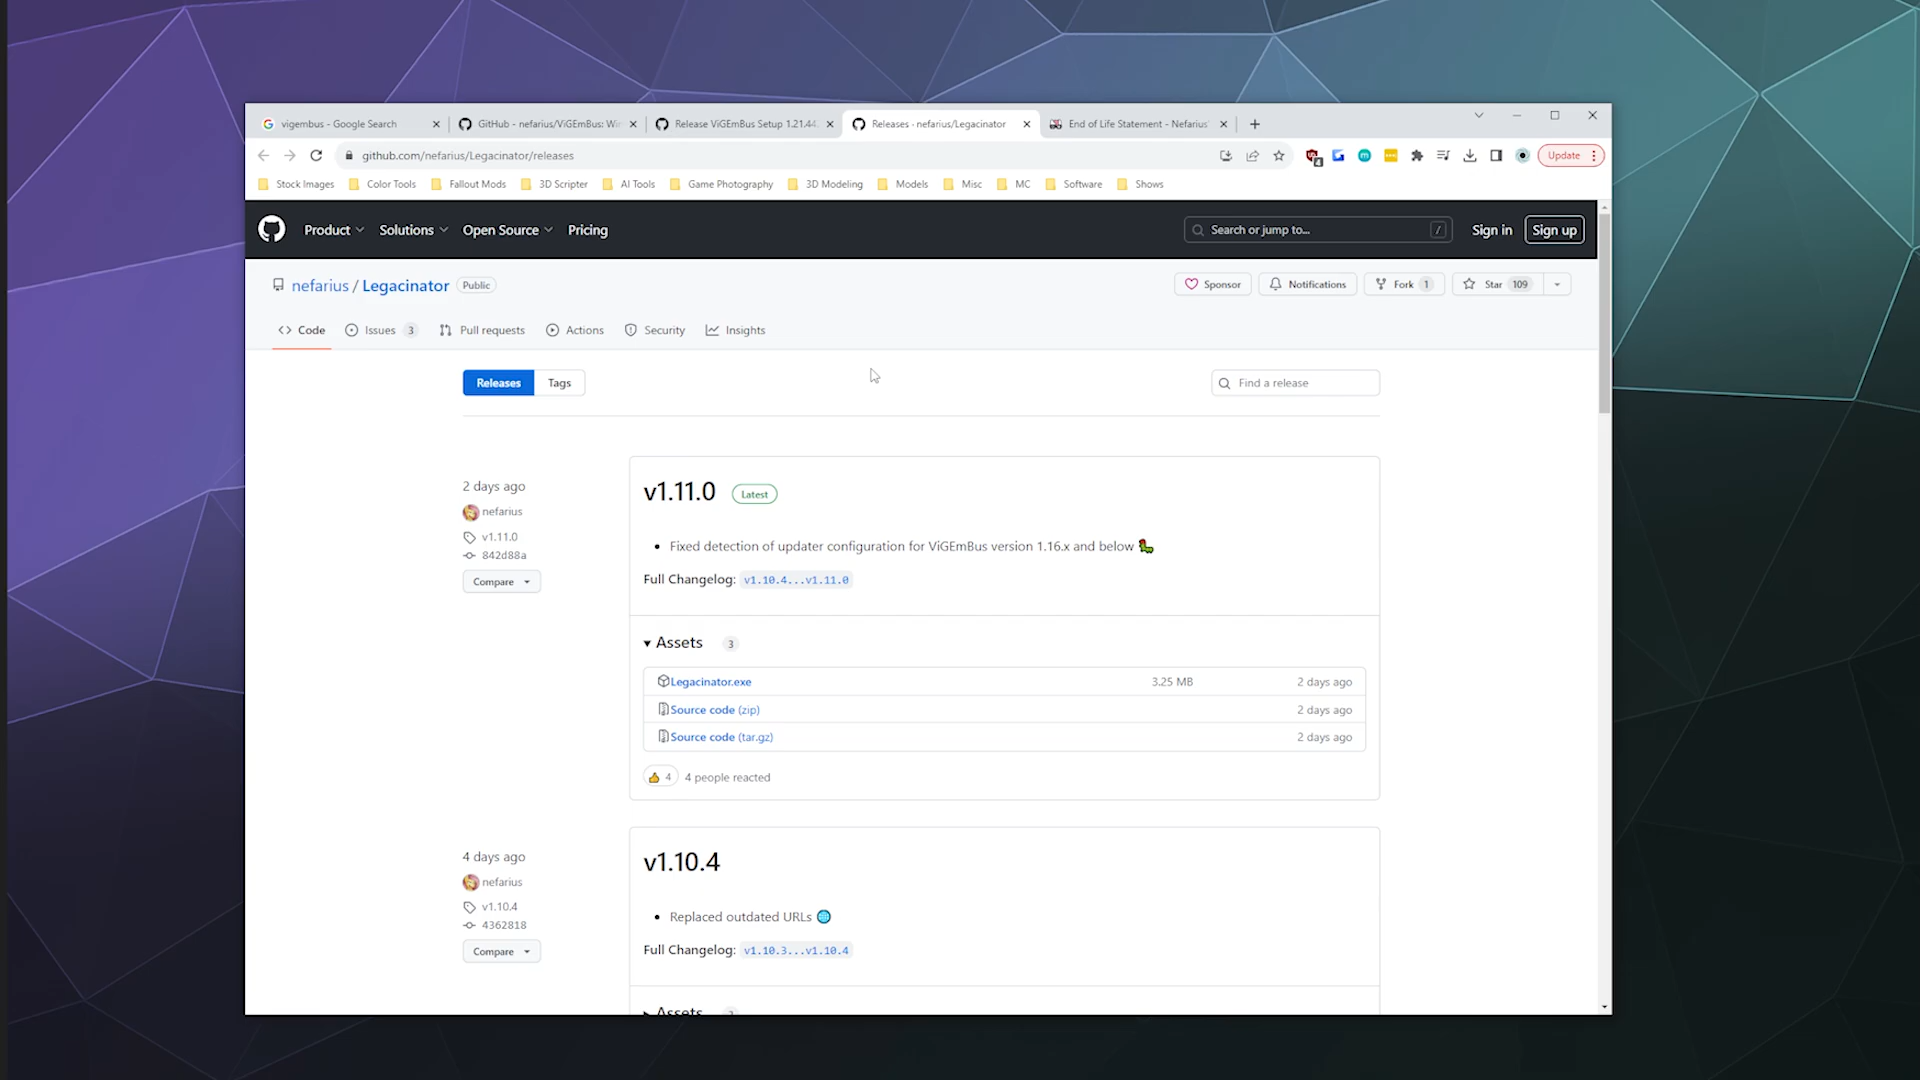 vigembus - Google Search
GitHub - nefarius/ViGEmBus: Wi
Release ViGEmBus Setup 1.21.44
Releases · nefarius/Legacinator
End of Life Statement - Nefarius'
github.com/nefarius/Legacinator/releases
4
Update
Stock Images
Color Tools
Fallout Mods
3D Scripter
AI Tools
Game Photography
3D Modeling
Models
Misc
MC
Software
Shows
Product
Solutions
Open Source
Pricing
Search or jump to...
/
Sign in
Sign up
nefarius / Legacinator
Public
Sponsor
Notifications
Fork 1
Star 109
Code
Issues 3
Pull requests
Actions
Security
Insights
Releases
Tags
Find a release
2 days ago
nefarius
v1.11.0
842d88a
Compare
v1.11.0
Latest
• Fixed detection of updater configuration for ViGEmBus version 1.16.x and below 🐛
Full Changelog: v1.10.4...v1.11.0
Assets 3
Legacinator.exe
3.25 MB
2 days ago
Source code (zip)
2 days ago
Source code (tar.gz)
2 days ago
👍 4
4 people reacted
4 days ago
nefarius
v1.10.4
4362818
Compare
v1.10.4
• Replaced outdated URLs 🌐
Full Changelog: v1.10.3...v1.10.4
Assets